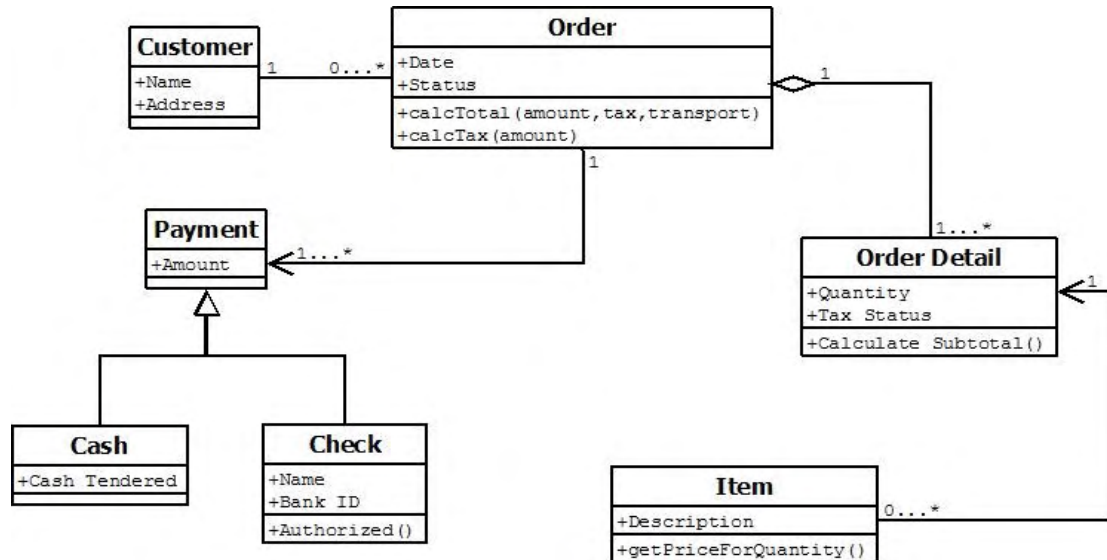 Customer
+Name
+Address
1
0...*
Order
+Date
+Status
+calcTotal(amount,tax,transport)
+calcTax(amount)
1
1
Payment
+Amount
1...*
1...*
Order Detail
+Quantity
+Tax Status
+Calculate Subtotal()
1
Cash
+Cash Tendered
Check
+Name
+Bank ID
+Authorized()
Item
+Description
+getPriceForQuantity()
0...*